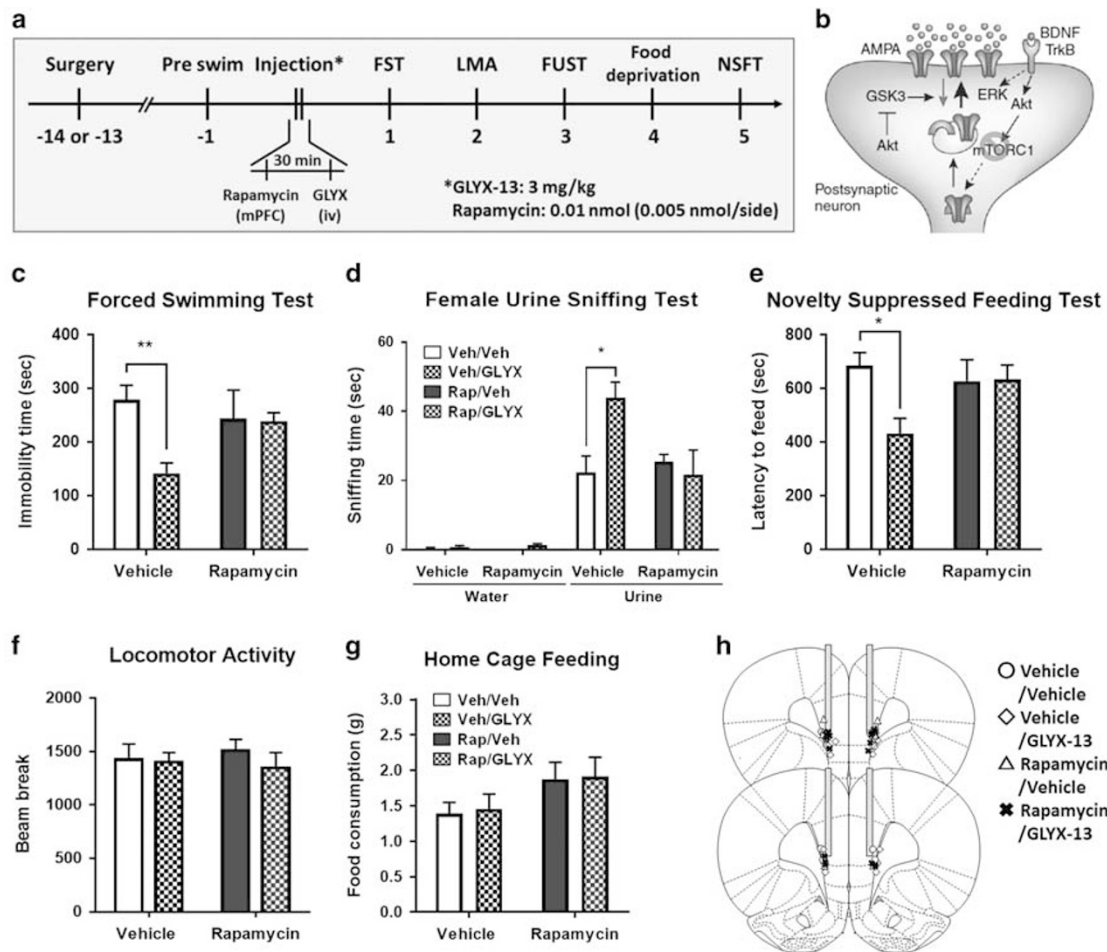 a
Surgery Pre swim Injection* FST LMA FUST Food deprivation NSFT
-14 or -13 -1 1 2 3 4 5
30 min
Rapamycin (mPFC) GLYX (iv)
*GLYX-13: 3 mg/kg
Rapamycin: 0.01 nmol (0.005 nmol/side)
b
BDNF
AMPA TrkB
GSK3 ERK
Akt
Akt mTORC1
Postsynaptic
neuron
c
Forced Swimming Test
Immobility time (sec)
400
300
200
100
0
**
Vehicle Rapamycin
d
Female Urine Sniffing Test
Sniffing time (sec)
60
40
20
0
Veh/Veh
Veh/GLYX
Rap/Veh
Rap/GLYX
*
Vehicle Rapamycin Vehicle Rapamycin
Water Urine
e
Novelty Suppressed Feeding Test
Latency to feed (sec)
800
600
400
200
0
*
Vehicle Rapamycin
f
Locomotor Activity
Beam break
2000
1500
1000
500
0
Vehicle Rapamycin
g
Home Cage Feeding
Food consumption (g)
3.0
2.5
2.0
1.5
1.0
0.5
0.0
Veh/Veh
Veh/GLYX
Rap/Veh
Rap/GLYX
Vehicle Rapamycin
h
Vehicle
/Vehicle
Vehicle
/GLYX-13
Rapamycin
/Vehicle
Rapamycin
/GLYX-13